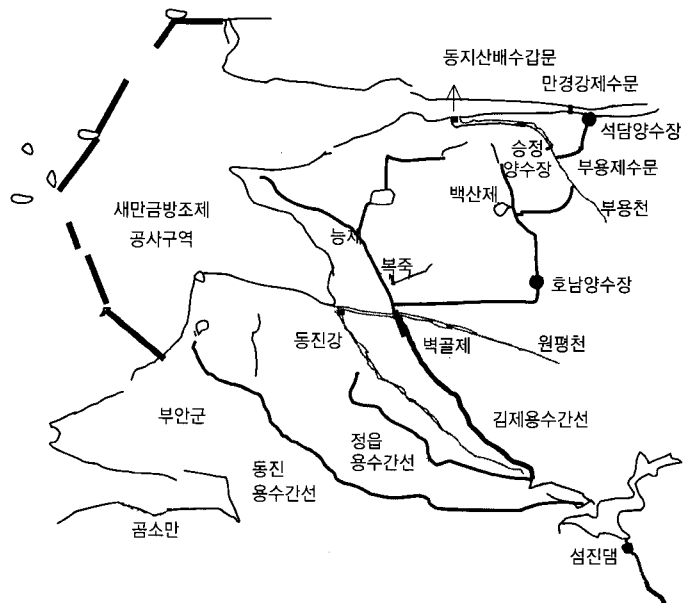 동지산배수갑문
만경강제수문
석담양수장
승정
양수장
부용제수문
백산제
부용천
새만금방조제
공사구역
능제
복죽
호남양수장
동진강
벽골제
원평천
부안군
정읍
용수간선
김제용수간선
동진
용수간선
곰소만
섬진댐